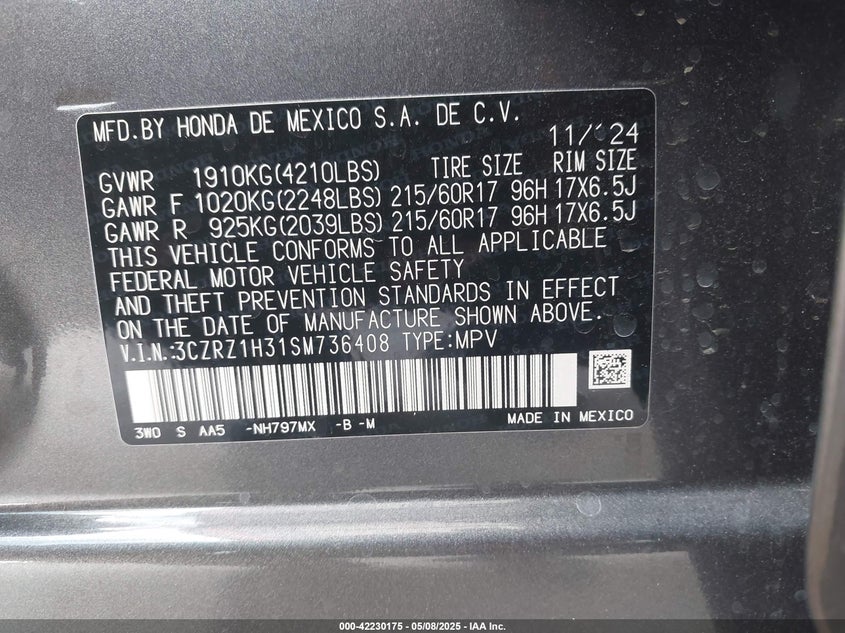 MFD.BY HONDA DE MEXICO S.A. DE C.V.
11/ 24
GVWR 1910KG(4210LBS) TIRE SIZE RIM SIZE
GAWR F 1020KG(2248LBS) 215/60R17 96H 17X6.5J
GAWR R 925KG(2039LBS) 215/60R17 96H 17X6.5J
THIS VEHICLE CONFORMS TO ALL APPLICABLE
FEDERAL MOTOR VEHICLE SAFETY
AND THEFT PREVENTION STANDARDS IN EFFECT
ON THE DATE OF MANUFACTURE SHOWN ABOVE.
V.I.N.:3CZRZ1H31SM736408 TYPE:MPV
3W0 S AA5 -NH797MX -B -M MADE IN MEXICO
000-42230175 — 05/08/2025 — IAA Inc.